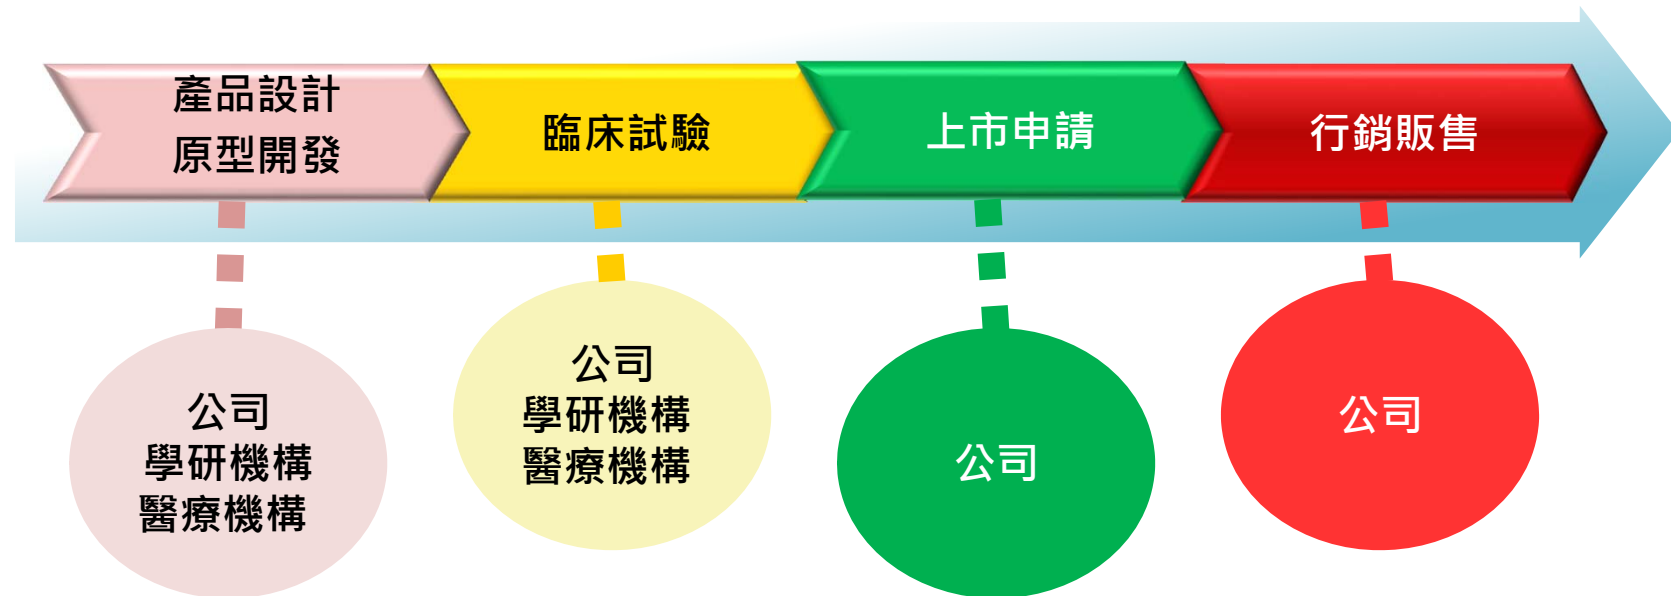 產品設計
原型開發
臨床試驗
上市申請
行銷販售
公司
學研機構
醫療機構
公司
學研機構
醫療機構
公司
公司